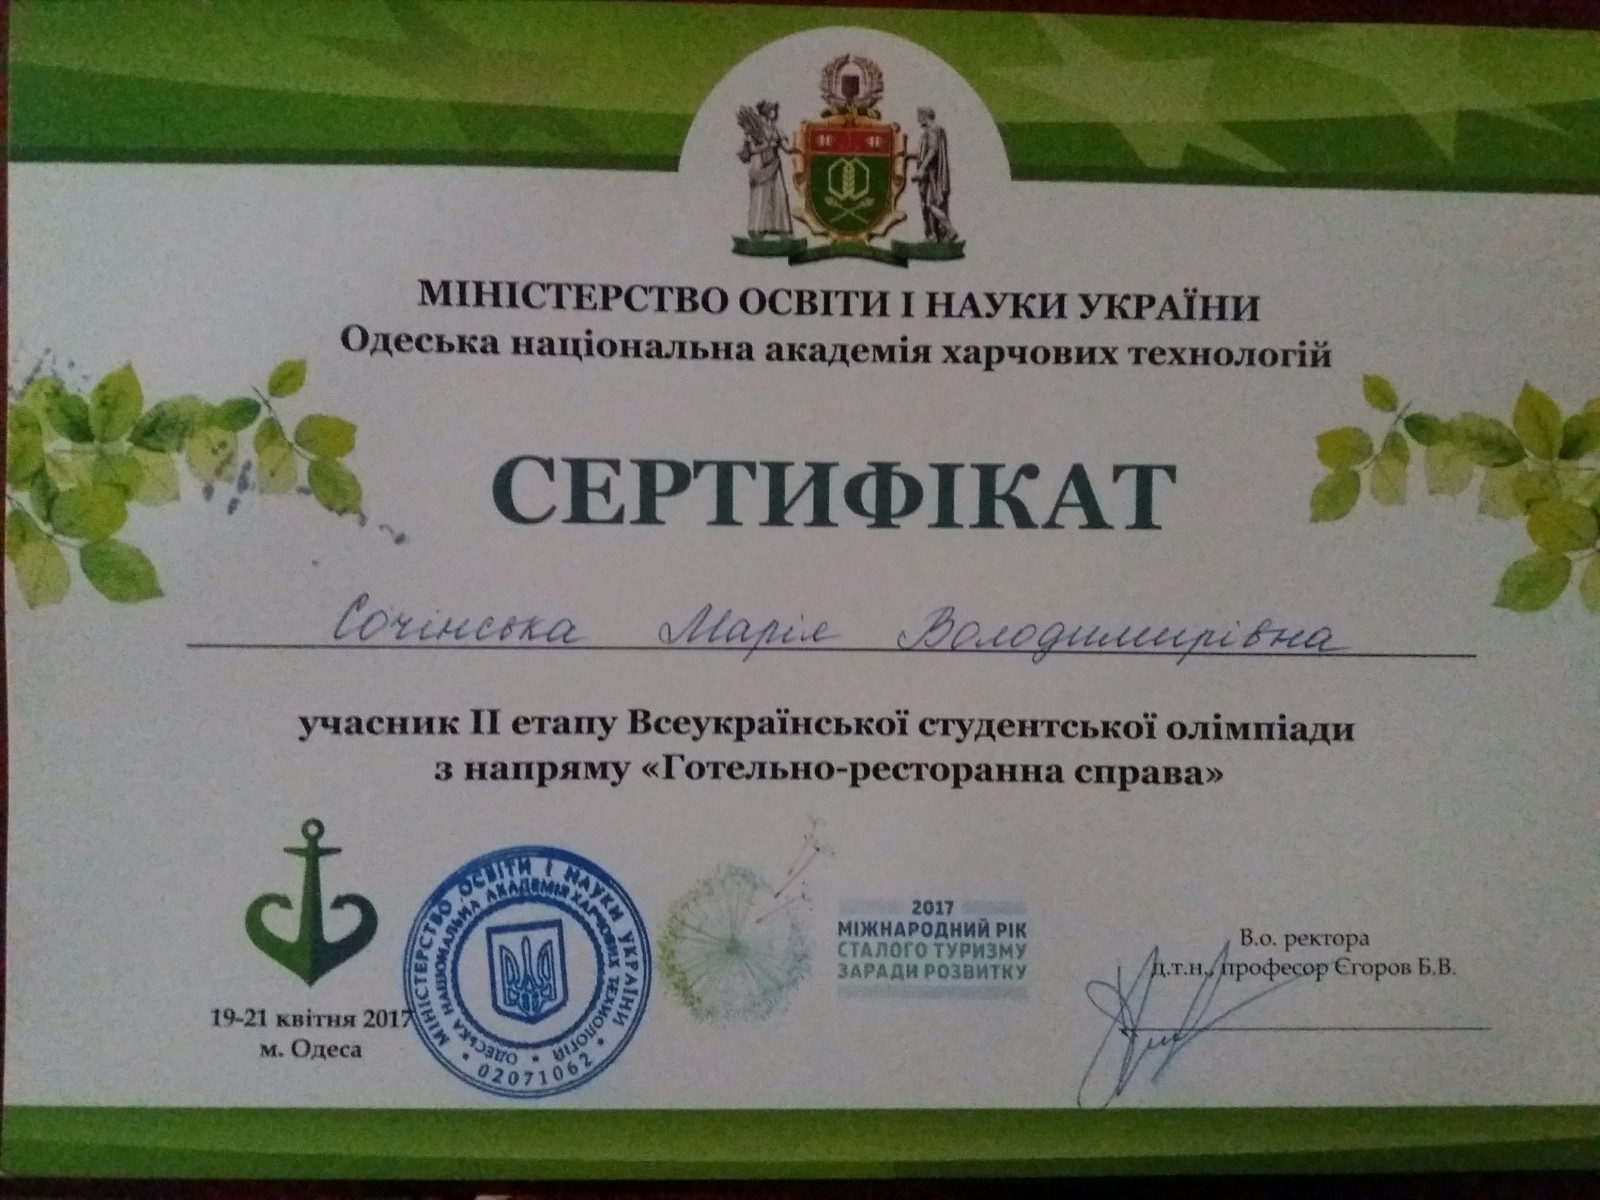 МІНІСТЕРСТВО ОСВІТИ І НАУКИ УКРАЇНИ
Одеська національна академія харчових технологій
СЕРТИФІКАТ
Сочінська Марія Володимирівна
учасник II етапу Всеукраїнської студентської олімпіади
з напряму «Готельно-ресторанна справа»
19-21 квітня 2017
м. Одеса
МІНІСТЕРСТВО ОСВІТИ І НАУКИ УКРАЇНИ
ОДЕСЬКА НАЦІОНАЛЬНА АКАДЕМІЯ ХАРЧОВИХ ТЕХНОЛОГІЙ
02071062
2017
МІЖНАРОДНИЙ РІК
СТАЛОГО ТУРИЗМУ
ЗАРАДИ РОЗВИТКУ
В.о. ректора
д.т.н., професор Єгоров Б.В.